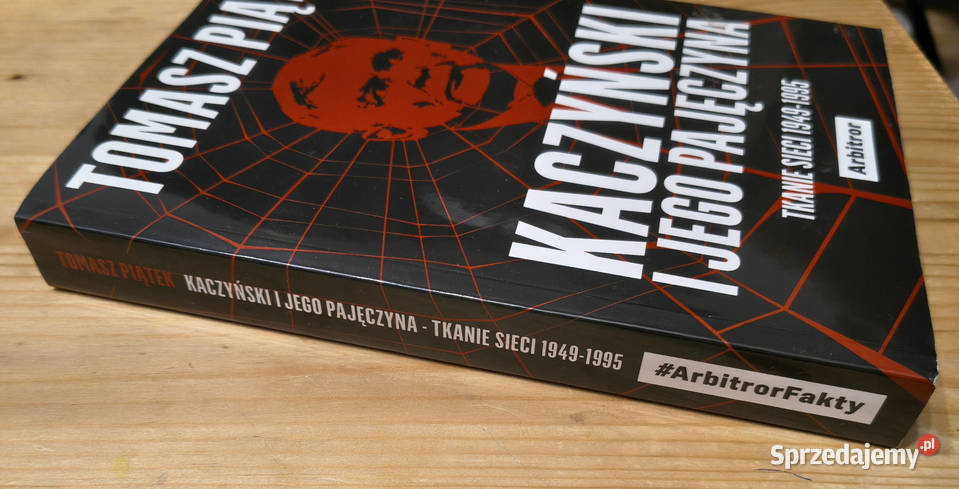 TOMASZ PIĄ
KACZYŃSKI
I JEGO PAJĘCZYNA
TKANIE SIECI 1949-1995
Arbitror
TOMASZ PIĄTEK KACZYŃSKI I JEGO PAJĘCZYNA - TKANIE SIECI 1949-1995 #ArbitrorFakty
Sprzedajemy.pl